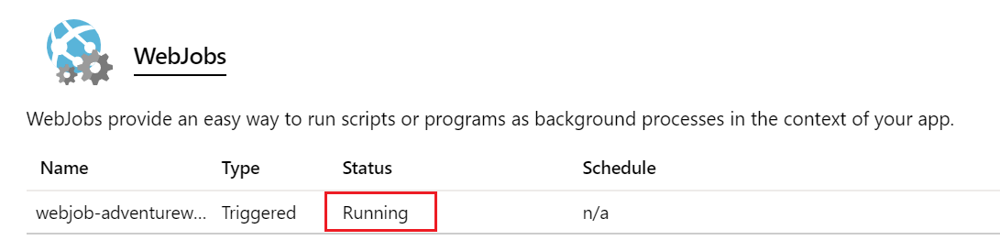 WebJobs
WebJobs provide an easy way to run scripts or programs as background processes in the context of your app.
Name Type Status Schedule
webjob-adventurew... Triggered Running n/a